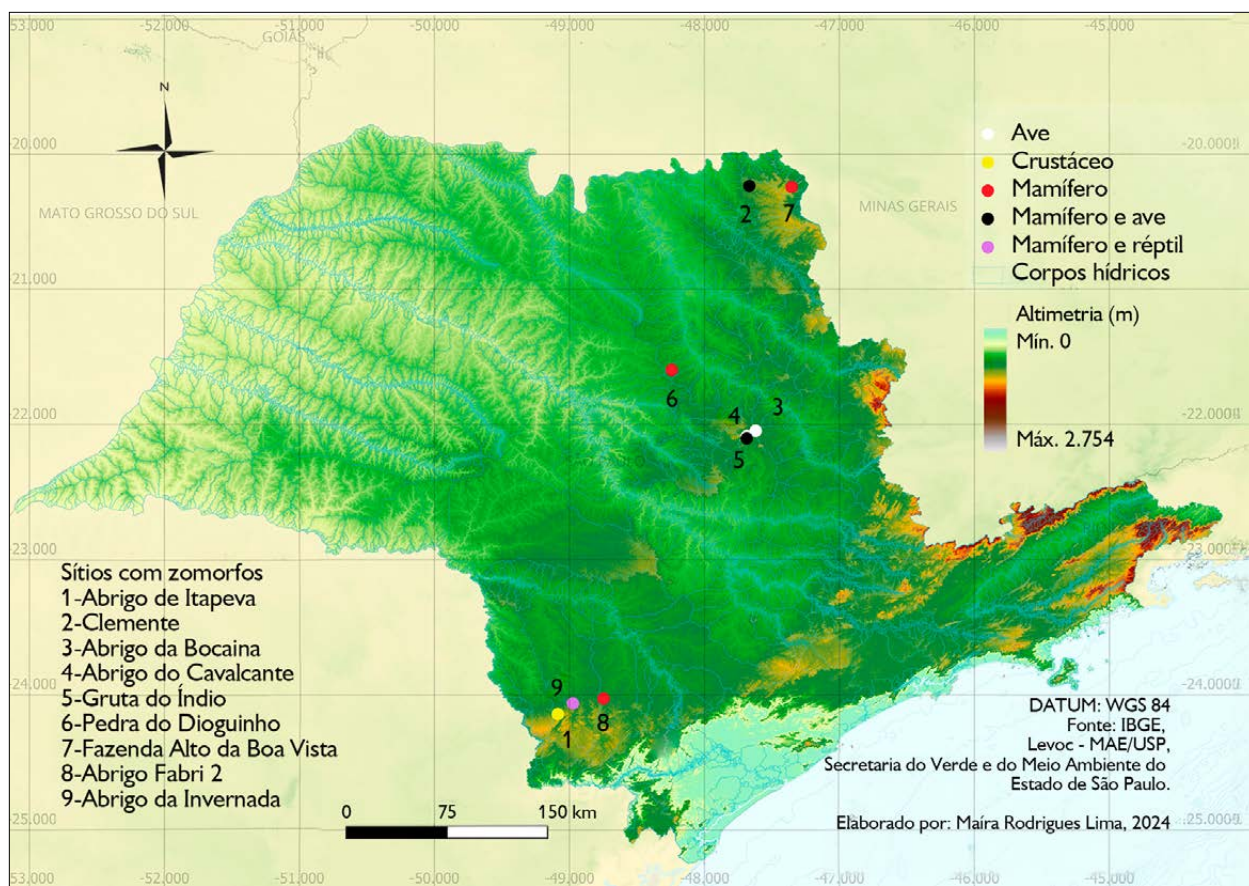 -53.000 -52.000 -51.000 -50.000 -49.000 -48.000 -47.000 -46.000 -45.000
GOIÁS
N
-20.000 -20.000
MATO GROSSO DO SUL
MINAS GERAIS
Ave
Crustáceo
Mamífero
Mamífero e ave
Mamífero e réptil
Corpos hídricos
Altimetria (m)
Mín. 0
Máx. 2.754
2 7
-21.000
6
4 3
5
-22.000 -22.000
-23.000 -23.000
Sítios com zomorfos
1-Abrigo de Itapeva
2-Clemente
3-Abrigo da Bocaina
4-Abrigo do Cavalcante
5-Gruta do Índio
6-Pedra do Dioguinho
7-Fazenda Alto da Boa Vista
8-Abrigo Fabri 2
9-Abrigo da Invernada
-24.000 -24.000
9
1 8
0 75 150 km
DATUM: WGS 84
Fonte: IBGE,
Levoc - MAE/USP,
Secretaria do Verde e do Meio Ambiente do
Estado de São Paulo.
Elaborado por: Maíra Rodrigues Lima, 2024
-25.000 -25.000
-53.000 -52.000 -51.000 -50.000 -49.000 -48.000 -47.000 -46.000 -45.000